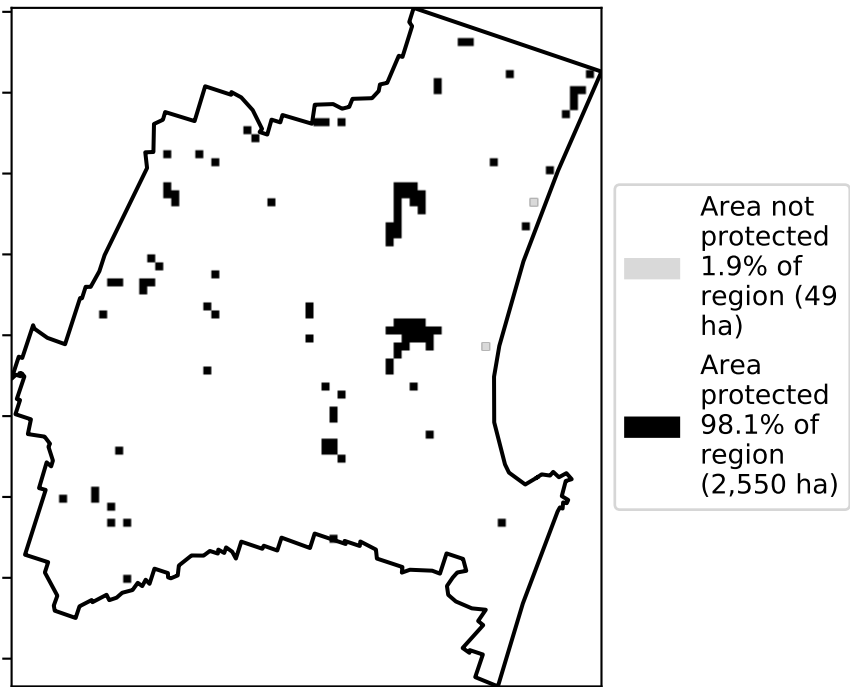 Area not
protected
1.9% of
region (49
ha)
Area
protected
98.1% of
region
(2,550 ha)